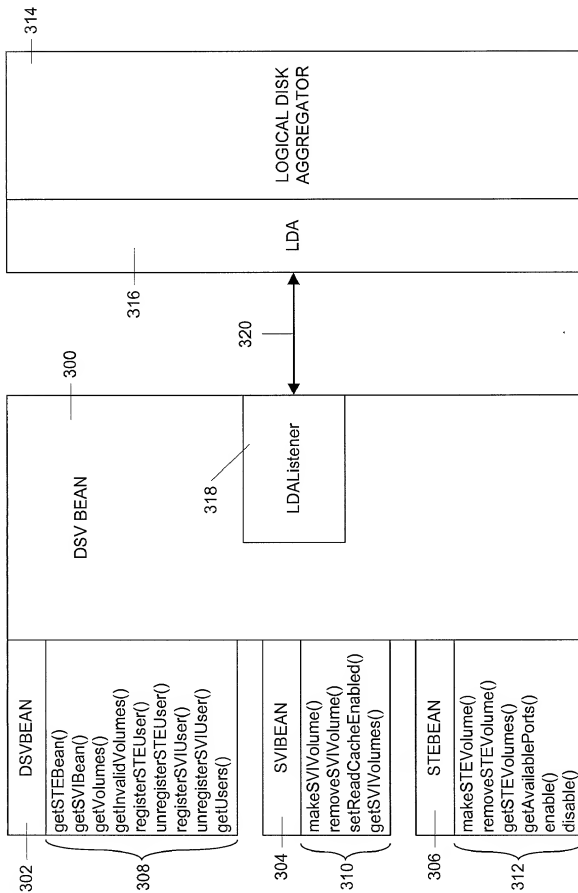 302
DSVBEAN
getSTEBean()
getSVIBean()
getVolumes()
getInvalidVolumes()
registerSTEUser()
unregisterSTEUser()
registerSVIUser()
unregisterSVIUser()
getUsers()
308
304
SVIBEAN
makeSVIVolume()
removeSVIVolume()
setReadCacheEnabled()
getSVIVolumes()
310
306
STEBEAN
makeSTEVolume()
removeSTEVolume()
getSTEVolumes()
getAvailablePorts()
enable()
disable()
312
DSV BEAN
300
318
LDAListener
320
316
LDA
LOGICAL DISK
AGGREGATOR
314